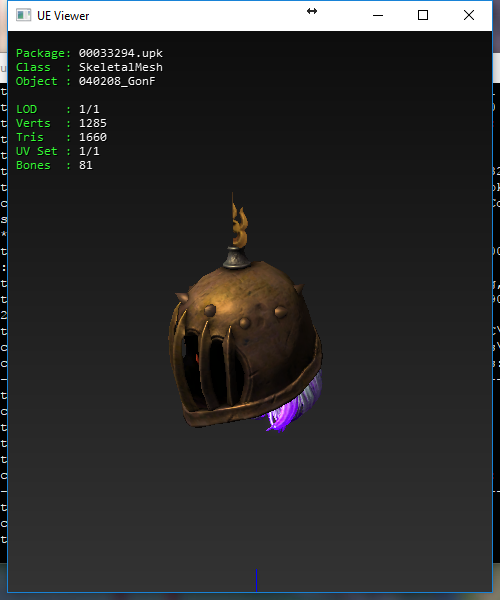 UE Viewer
Package: 00033294.upk
Class  : SkeletalMesh
Object : 040208_GonF
LOD    : 1/1
Verts  : 1285
Tris   : 1660
UV Set : 1/1
Bones  : 81